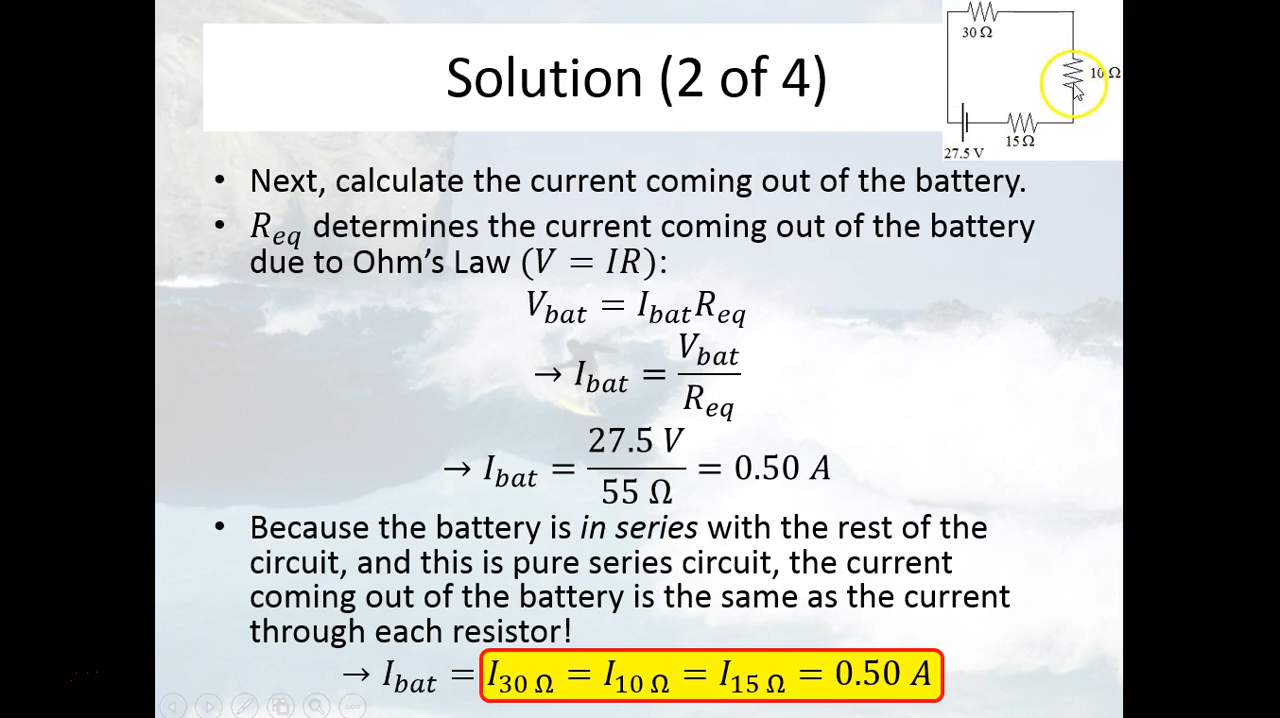 30 Ω
Solution (2 of 4)
10 Ω
15 Ω
27.5 V
• Next, calculate the current coming out of the battery.
• R_eq determines the current coming out of the battery
due to Ohm's Law (V = IR):
V_bat = I_bat R_eq
→ I_bat = V_bat / R_eq
→ I_bat = 27.5 V / 55 Ω = 0.50 A
• Because the battery is in series with the rest of the
circuit, and this is pure series circuit, the current
coming out of the battery is the same as the current
through each resistor!
→ I_bat = I_30 Ω = I_10 Ω = I_15 Ω = 0.50 A